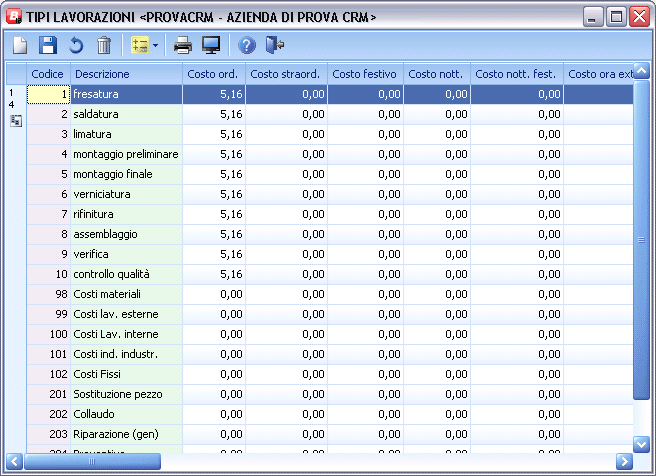 TIPI LAVORAZIONI <PROVACRM - AZIENDA DI PROVA CRM>
Codice Descrizione Costo ord. Costo straord. Costo festivo Costo nott. Costo nott. fest. Costo ora ext
1 4
1 fresatura 5,16 0,00 0,00 0,00 0,00
2 saldatura 5,16 0,00 0,00 0,00 0,00
3 limatura 5,16 0,00 0,00 0,00 0,00
4 montaggio preliminare 5,16 0,00 0,00 0,00 0,00
5 montaggio finale 5,16 0,00 0,00 0,00 0,00
6 verniciatura 5,16 0,00 0,00 0,00 0,00
7 rifinitura 5,16 0,00 0,00 0,00 0,00
8 assemblaggio 5,16 0,00 0,00 0,00 0,00
9 verifica 5,16 0,00 0,00 0,00 0,00
10 controllo qualità 5,16 0,00 0,00 0,00 0,00
98 Costi materiali 0,00 0,00 0,00 0,00 0,00
99 Costi lav. esterne 0,00 0,00 0,00 0,00 0,00
100 Costi Lav. interne 0,00 0,00 0,00 0,00 0,00
101 Costi ind. industr. 0,00 0,00 0,00 0,00 0,00
102 Costi Fissi 0,00 0,00 0,00 0,00 0,00
201 Sostituzione pezzo 0,00 0,00 0,00 0,00 0,00
202 Collaudo 0,00 0,00 0,00 0,00 0,00
203 Riparazione (gen) 0,00 0,00 0,00 0,00 0,00